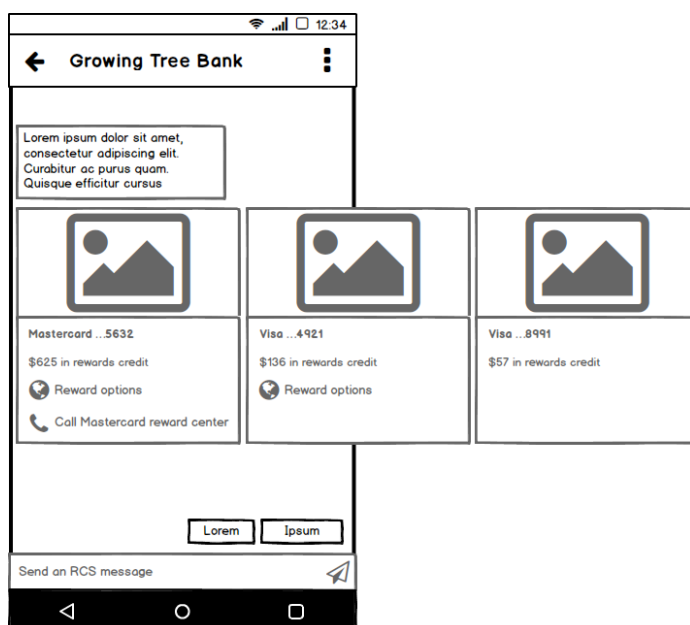 12:34
Growing Tree Bank
Lorem ipsum dolor sit amet,
consectetur adipiscing elit.
Curabitur ac purus quam.
Quisque efficitur cursus
Mastercard ...5632
$625 in rewards credit
Reward options
Call Mastercard reward center
Visa ...4921
$136 in rewards credit
Reward options
Visa ...8991
$57 in rewards credit
Lorem
Ipsum
Send an RCS message